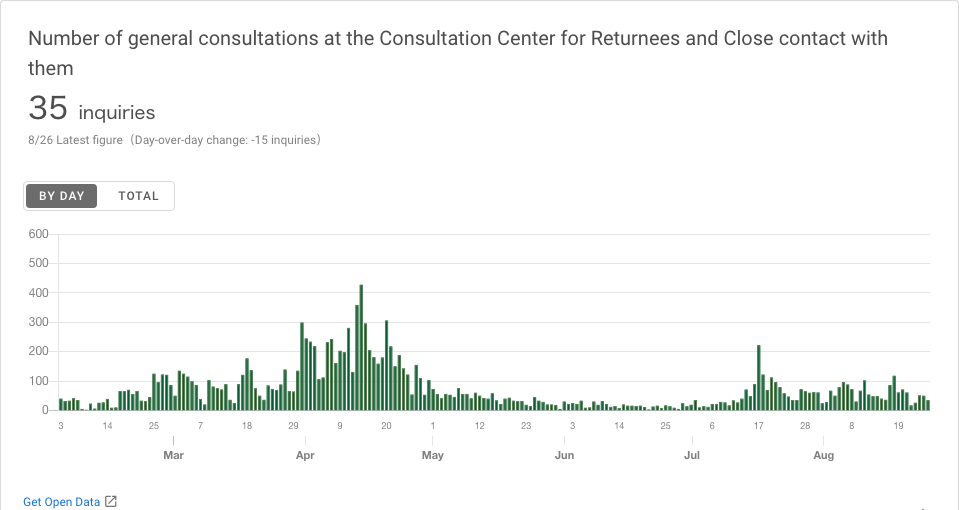 Number of general consultations at the Consultation Center for Returnees and Close contact with
them
35 inquiries
8/26 Latest figure（Day-over-day change: -15 inquiries）
BY DAY TOTAL
600
500
400
300
200
100
0
3 14 25 7 18 29 9 20 1 12 23 3 14 25 6 17 28 8 19
Mar Apr May Jun Jul Aug
Get Open Data